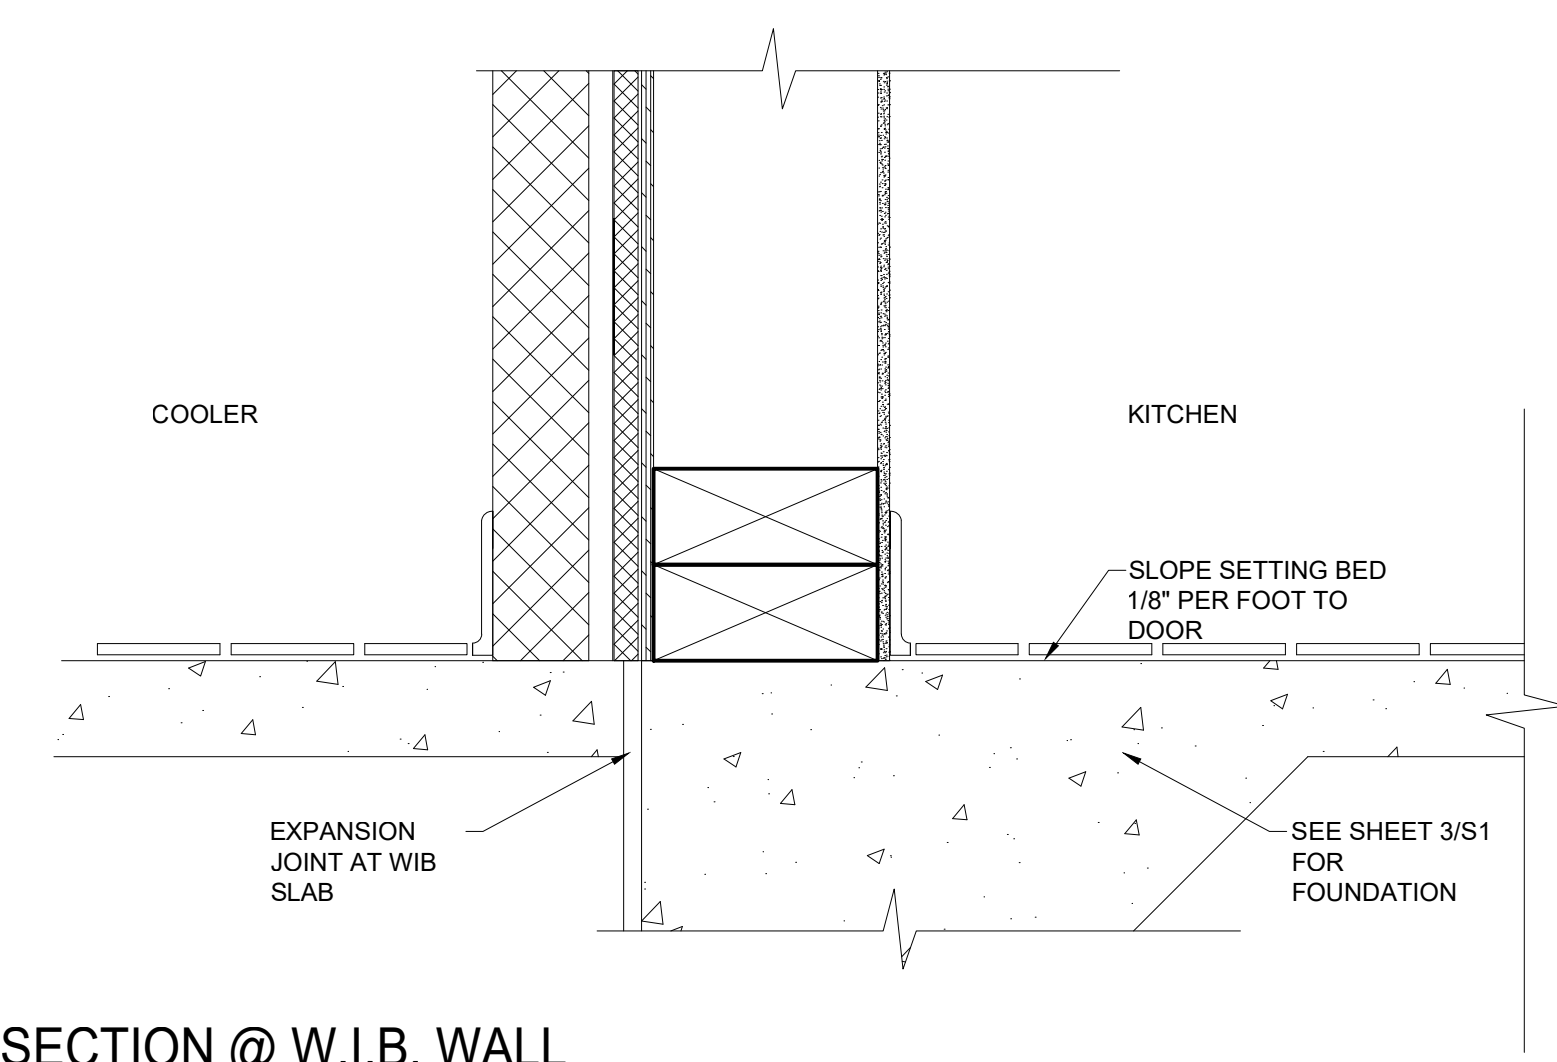 COOLER
KITCHEN
SLOPE SETTING BED
1/8" PER FOOT TO
DOOR
EXPANSION
JOINT AT WIB
SLAB
SEE SHEET 3/S1
FOR
FOUNDATION
SECTION @ W.I.B. WALL